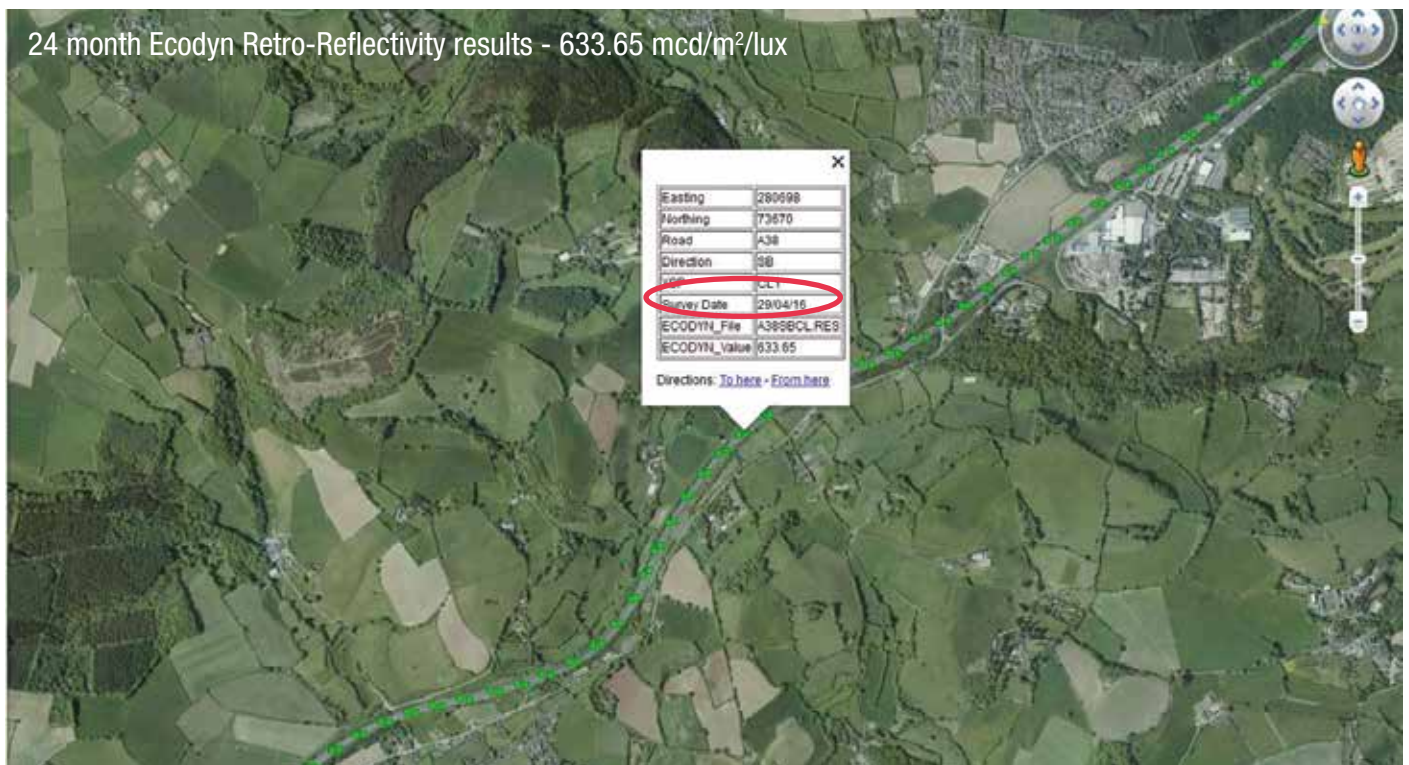 24 month Ecodyn Retro-Reflectivity results - 633.65 mcd/m²/lux
Easting 280698
Northing 73670
Road A38
Direction SB
CL1
Survey Date 29/04/16
ECODYN_File A38SBCL.RES
ECODYN_Value 633.65
Directions: To here - From here